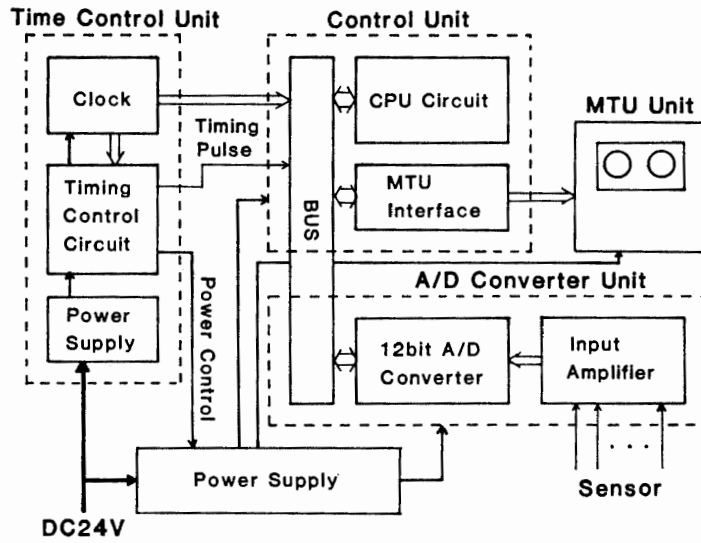 Time Control Unit
Control Unit
Clock
CPU Circuit
MTU Unit
Timing
Pulse
Timing
Control
Circuit
BUS
MTU
Interface
A/D Converter Unit
Power Control
Power
Supply
12bit A/D
Converter
Input
Amplifier
. . .
Power Supply
Sensor
DC24V